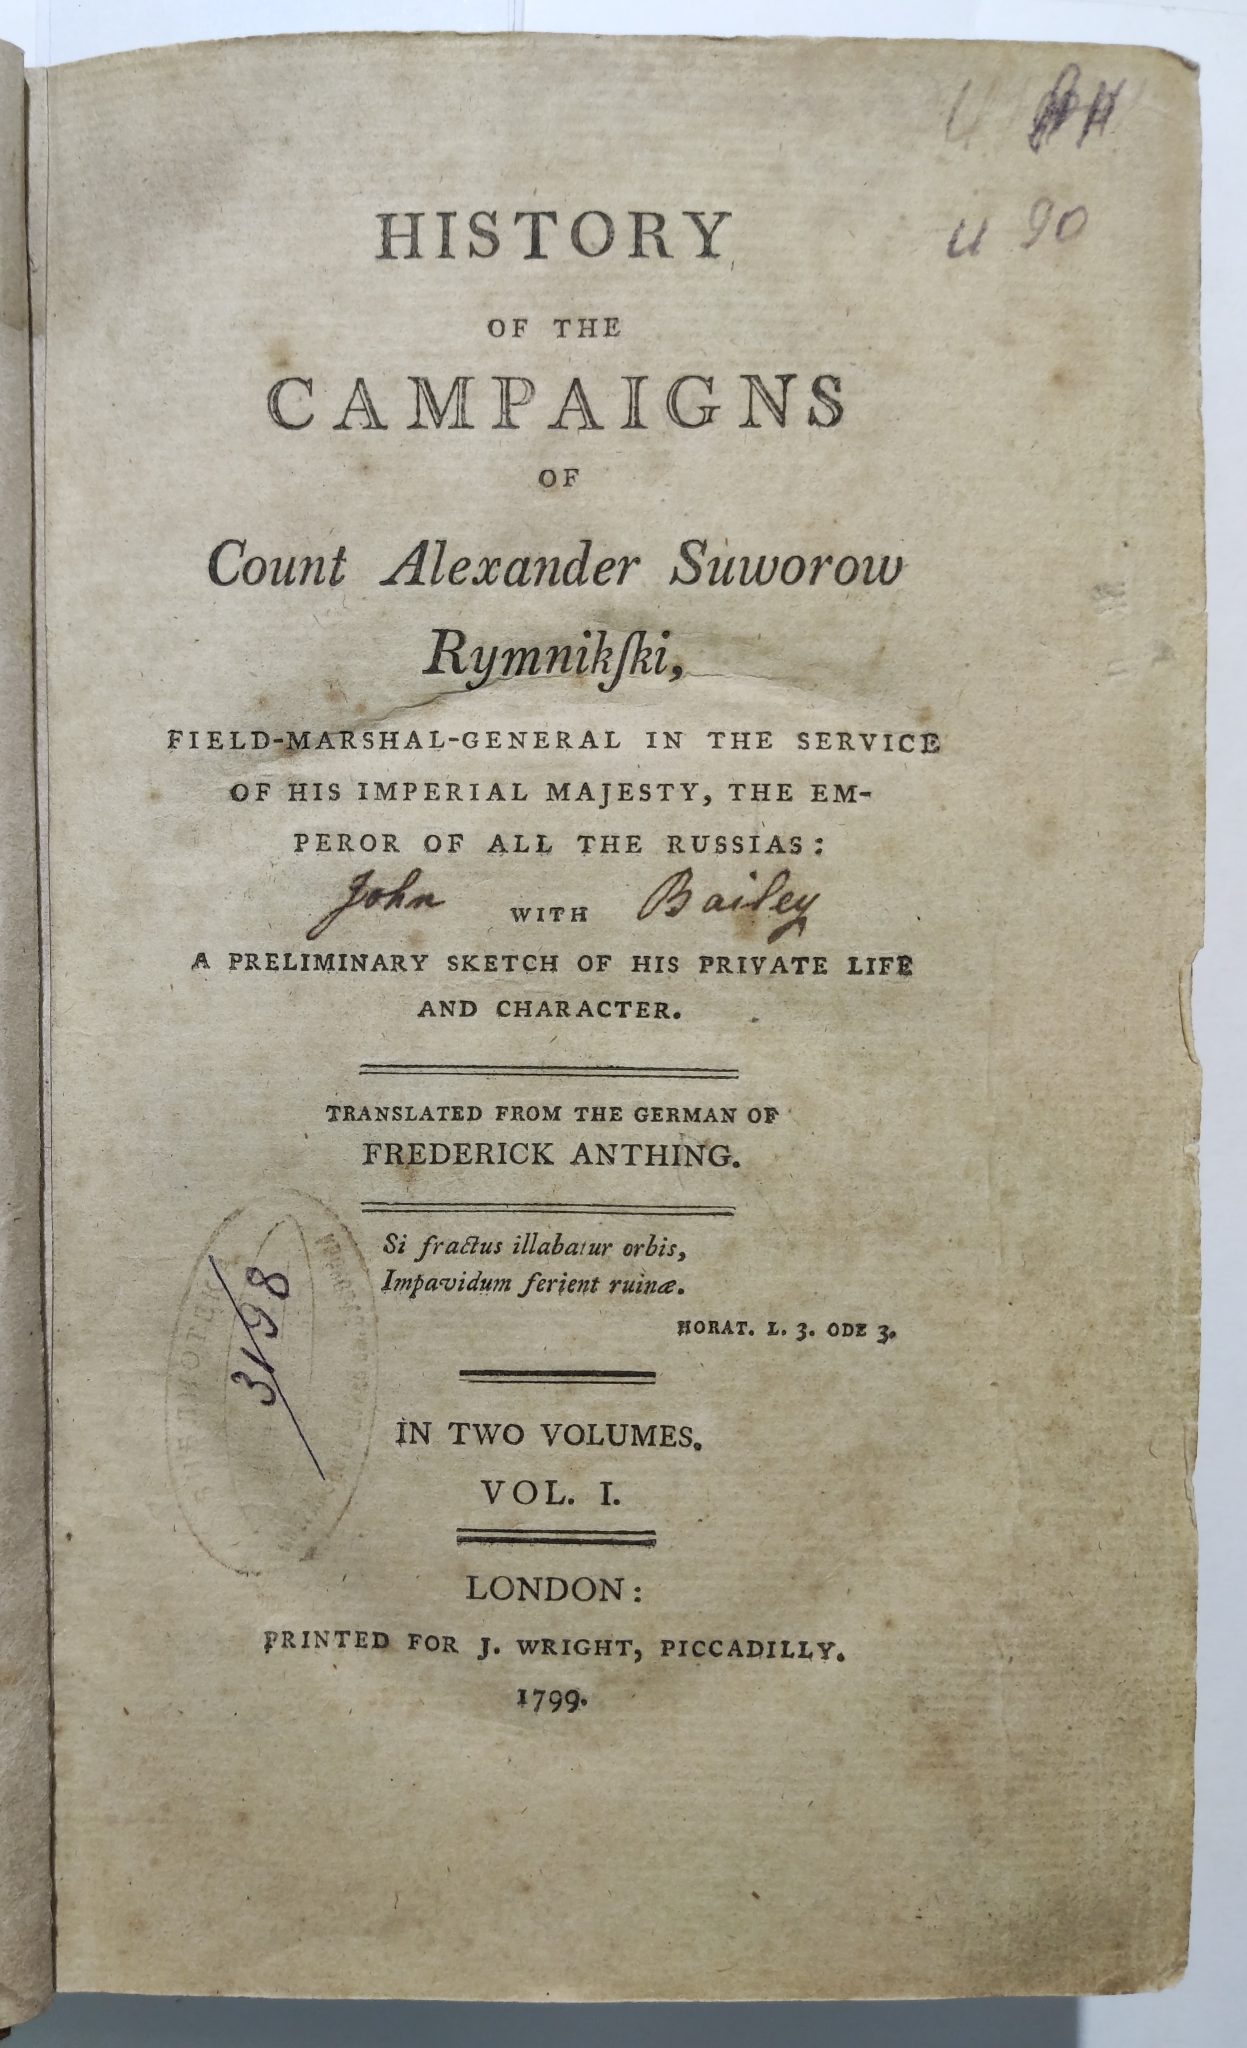 и 90
HISTORY
OF THE
CAMPAIGNS
OF
Count Alexander Suworow
Rymnikſki,
FIELD-MARSHAL-GENERAL IN THE SERVICE
OF HIS IMPERIAL MAJESTY, THE EM-
PEROR OF ALL THE RUSSIAS:
John WITH Bailey
A PRELIMINARY SKETCH OF HIS PRIVATE LIFE
AND CHARACTER.
TRANSLATED FROM THE GERMAN OF
FREDERICK ANTHING.
Si fractus illabatur orbis,
Impavidum ferient ruinæ.
HORAT. L. 3. ODE 3.
3198
IN TWO VOLUMES.
VOL. I.
LONDON:
PRINTED FOR J. WRIGHT, PICCADILLY.
1799.